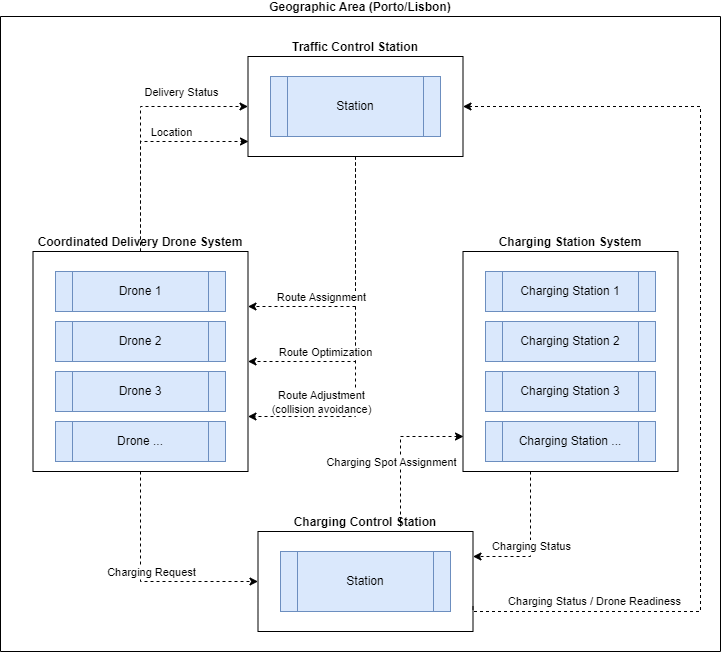 Geographic Area (Porto/Lisbon)
Traffic Control Station
Station
Delivery Status
Location
Coordinated Delivery Drone System
Drone 1
Drone 2
Drone 3
Drone ...
Route Assignment
Route Optimization
Route Adjustment
(collision avoidance)
Charging Station System
Charging Station 1
Charging Station 2
Charging Station 3
Charging Station ...
Charging Spot Assignment
Charging Control Station
Station
Charging Request
Charging Status
Charging Status / Drone Readiness